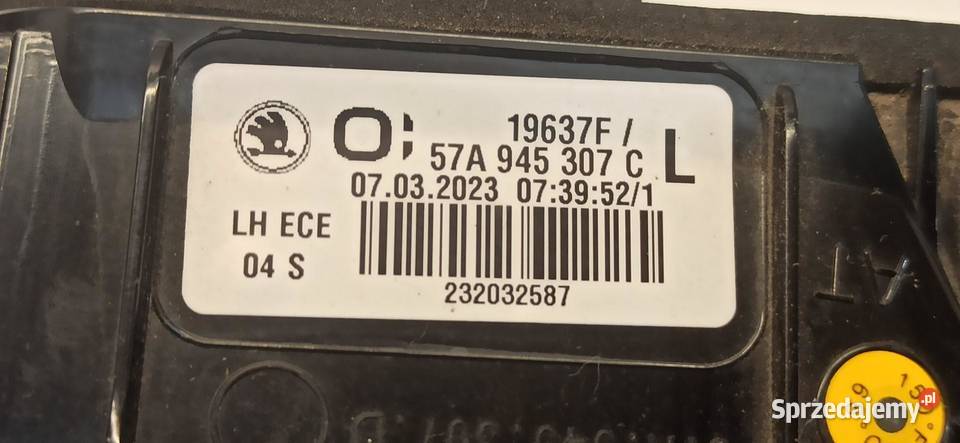 19637F /
57A 945 307 C L
07.03.2023 07:39:52/1
LH ECE
04 S
232032587
Sprzedajemy.pl